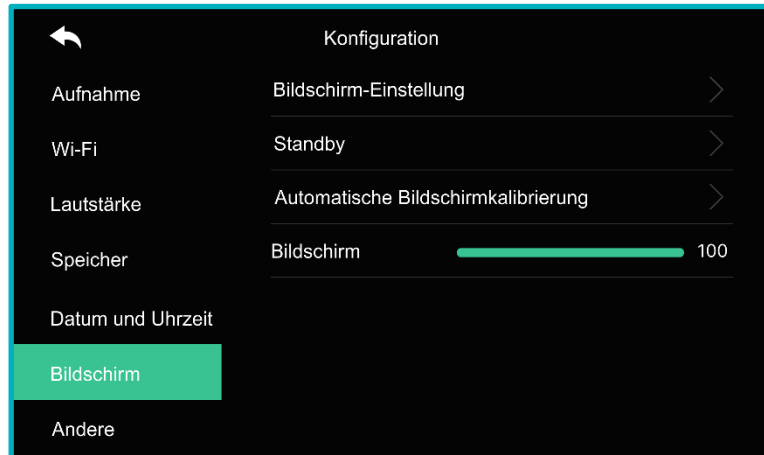 Konfiguration
Aufnahme
Wi-Fi
Lautstärke
Speicher
Datum und Uhrzeit
Bildschirm
Andere
Bildschirm-Einstellung
Standby
Automatische Bildschirmkalibrierung
Bildschirm 100